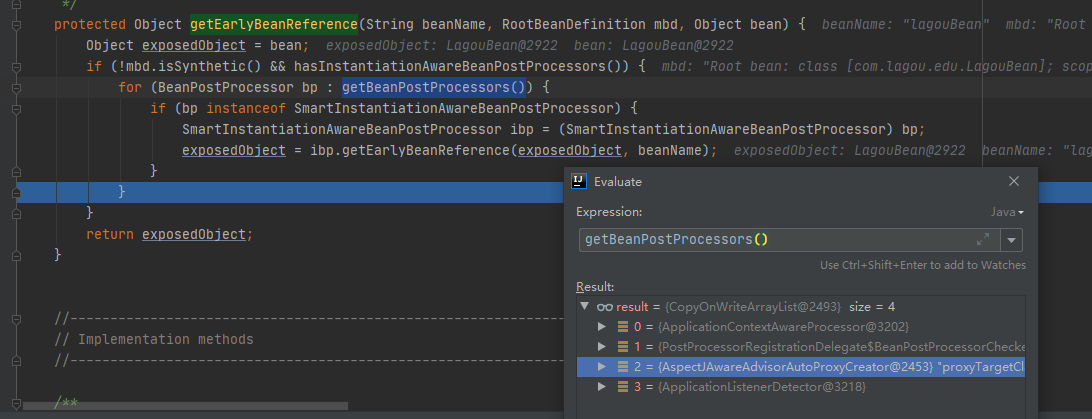 */
protected Object getEarlyBeanReference(String beanName, RootBeanDefinition mbd, Object bean) { beanName: "lagouBean" mbd: "Root
Object exposedObject = bean; exposedObject: LagouBean@2922 bean: LagouBean@2922
if (!mbd.isSynthetic() && hasInstantiationAwareBeanPostProcessors()) { mbd: "Root bean: class [com.lagou.edu.LagouBean]; scop
for (BeanPostProcessor bp : getBeanPostProcessors()) {
if (bp instanceof SmartInstantiationAwareBeanPostProcessor) {
SmartInstantiationAwareBeanPostProcessor ibp = (SmartInstantiationAwareBeanPostProcessor) bp;
exposedObject = ibp.getEarlyBeanReference(exposedObject, beanName); exposedObject: LagouBean@2922 beanName: "lag
}
}
}
return exposedObject;
}
//---------------------------------------------------------------
// Implementation methods
//---------------------------------------------------------------
/**
Evaluate
Expression:
Java
getBeanPostProcessors()
Use Ctrl+Shift+Enter to add to Watches
Result:
result = {CopyOnWriteArrayList@2493} size = 4
0 = {ApplicationContextAwareProcessor@3202}
1 = {PostProcessorRegistrationDelegate$BeanPostProcessorChecke
2 = {AspectJAwareAdvisorAutoProxyCreator@2453} "proxyTargetCl
3 = {ApplicationListenerDetector@3218}